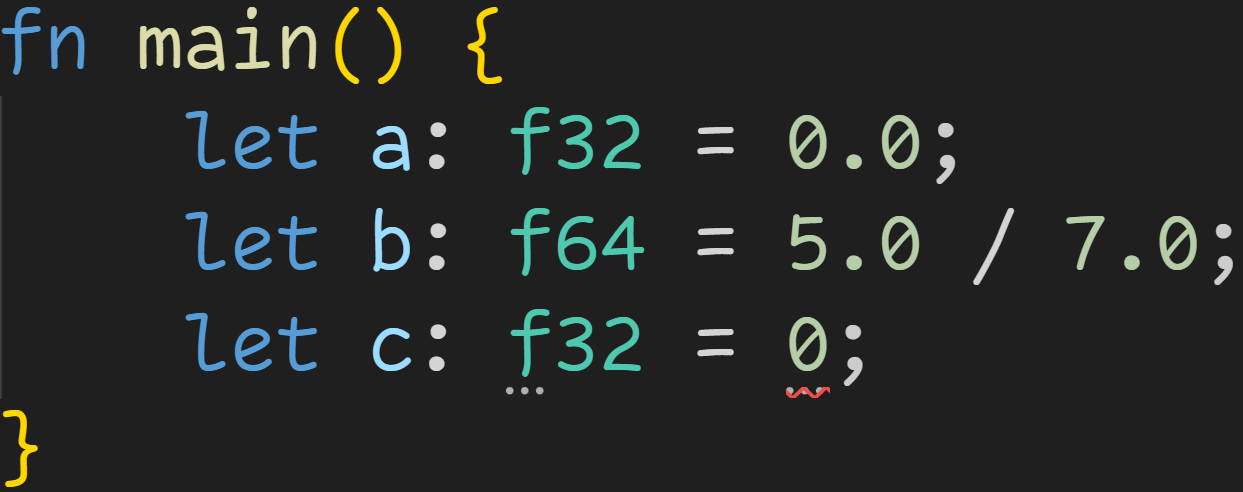 fn main() {
    let a: f32 = 0.0;
    let b: f64 = 5.0 / 7.0;
    let c: f32 = 0;
}